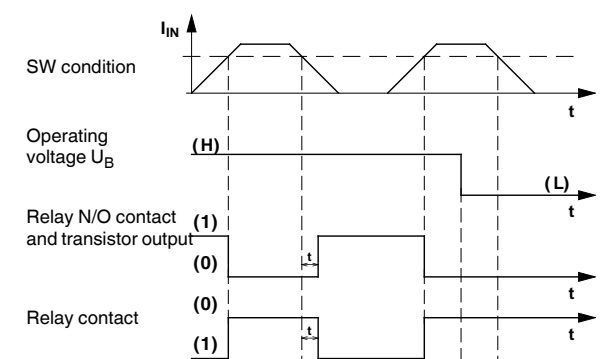 I_IN
SW condition
t
Operating
voltage U_B
(H)
(L)
t
Relay N/O contact
and transistor output
(1)
(0)
t
t
Relay contact
(0)
(1)
t
t